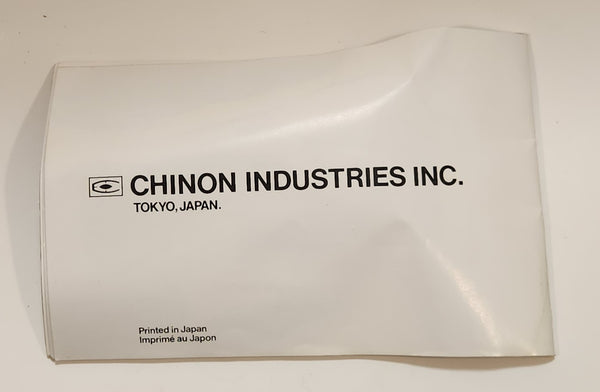 CHINON INDUSTRIES INC.
TOKYO, JAPAN.
Printed in Japan
Imprimé au Japon